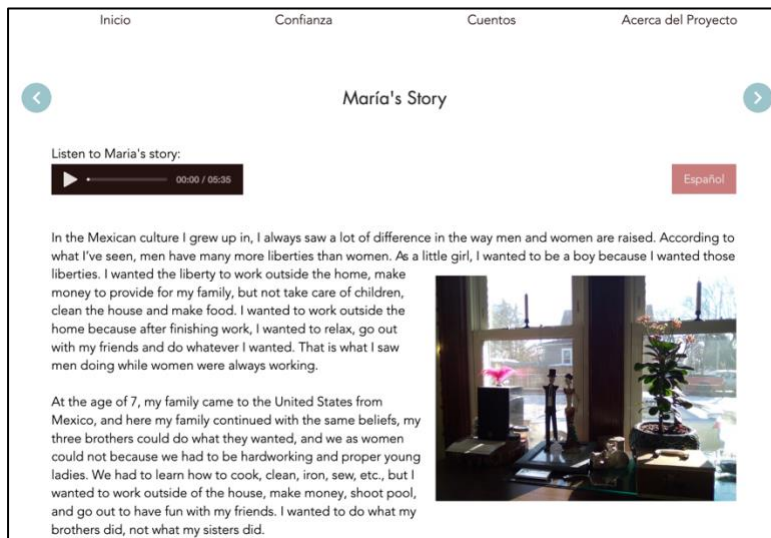 Inicio Confianza Cuentos Acerca del Proyecto
María's Story
Listen to Maria's story:
00:00 / 05:35
Español
In the Mexican culture I grew up in, I always saw a lot of difference in the way men and women are raised. According to
what I've seen, men have many more liberties than women. As a little girl, I wanted to be a boy because I wanted those
liberties. I wanted the liberty to work outside the home, make
money to provide for my family, but not take care of children,
clean the house and make food. I wanted to work outside the
home because after finishing work, I wanted to relax, go out
with my friends and do whatever I wanted. That is what I saw
men doing while women were always working.
At the age of 7, my family came to the United States from
Mexico, and here my family continued with the same beliefs, my
three brothers could do what they wanted, and we as women
could not because we had to be hardworking and proper young
ladies. We had to learn how to cook, clean, iron, sew, etc., but I
wanted to work outside of the house, make money, shoot pool,
and go out to have fun with my friends. I wanted to do what my
brothers did, not what my sisters did.